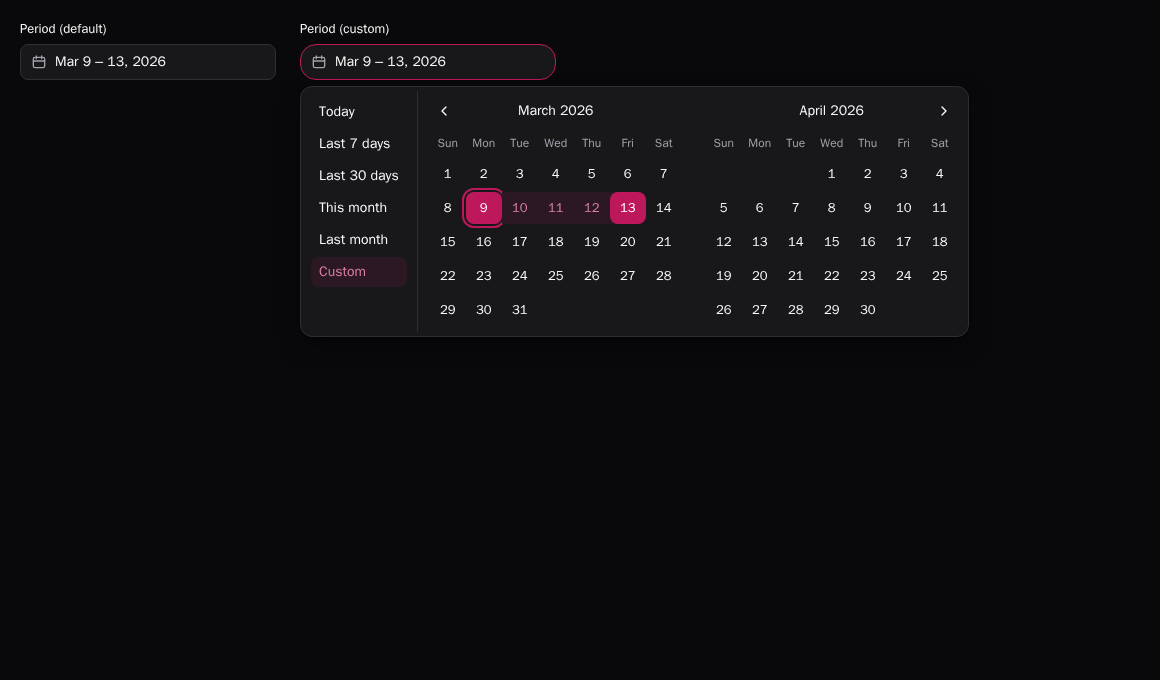 Period (default)
Mar 9 – 13, 2026
Period (custom)
Mar 9 – 13, 2026
Today
Last 7 days
Last 30 days
This month
Last month
Custom
March 2026
Sun Mon Tue Wed Thu Fri Sat
1 2 3 4 5 6 7
8 9 10 11 12 13 14
15 16 17 18 19 20 21
22 23 24 25 26 27 28
29 30 31
April 2026
Sun Mon Tue Wed Thu Fri Sat
1 2 3 4
5 6 7 8 9 10 11
12 13 14 15 16 17 18
19 20 21 22 23 24 25
26 27 28 29 30